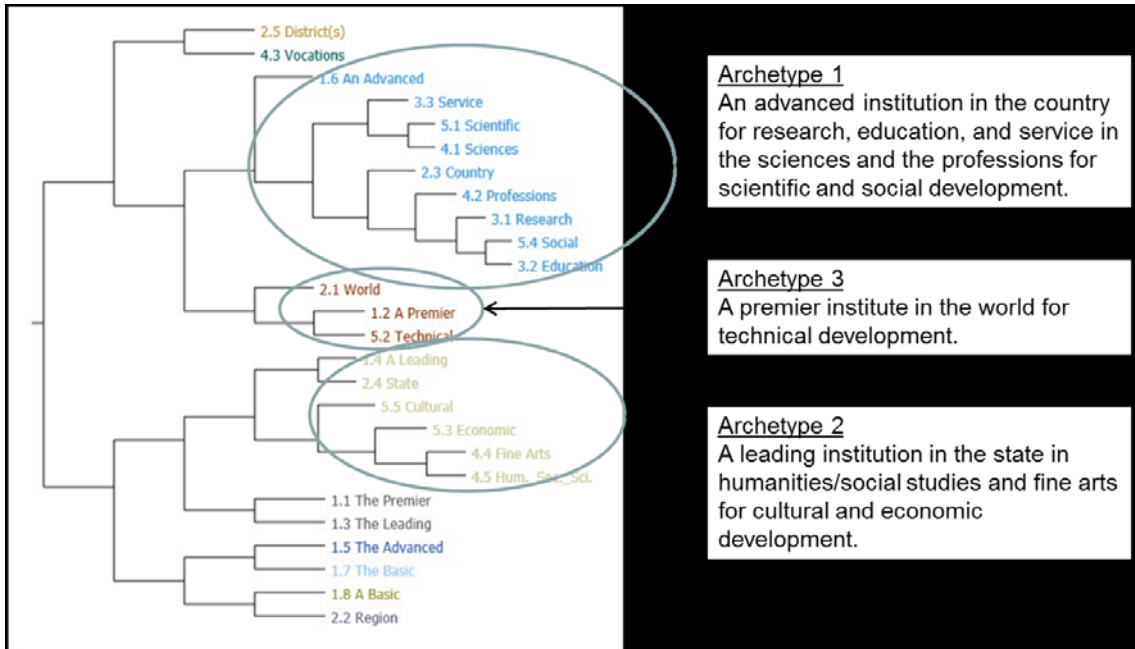 2.5 District(s)
4.3 Vocations
1.6 An Advanced
3.3 Service
5.1 Scientific
4.1 Sciences
2.3 Country
4.2 Professions
3.1 Research
5.4 Social
3.2 Education
2.1 World
1.2 A Premier
5.2 Technical
1.4 A Leading
2.4 State
5.5 Cultural
5.3 Economic
4.4 Fine Arts
4.5 Hum._Soc._Sci.
1.1 The Premier
1.3 The Leading
1.5 The Advanced
1.7 The Basic
1.8 A Basic
2.2 Region
Archetype 1
An advanced institution in the country
for research, education, and service in
the sciences and the professions for
scientific and social development.
Archetype 3
A premier institute in the world for
technical development.
Archetype 2
A leading institution in the state in
humanities/social studies and fine arts
for cultural and economic
development.